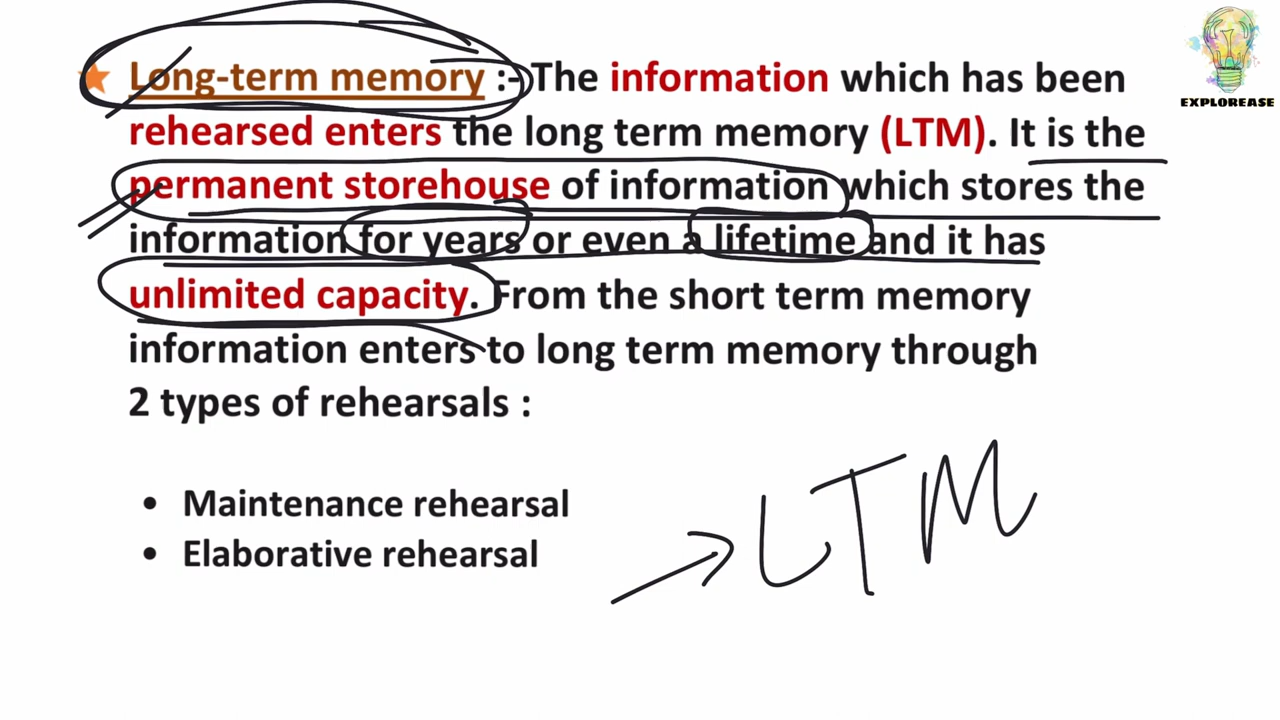 Long-term memory :- The information which has been
rehearsed enters the long term memory (LTM). It is the
permanent storehouse of information which stores the
information for years or even a lifetime and it has
unlimited capacity. From the short term memory
information enters to long term memory through
2 types of rehearsals :
• Maintenance rehearsal
• Elaborative rehearsal
LTM
EXPLOREASE